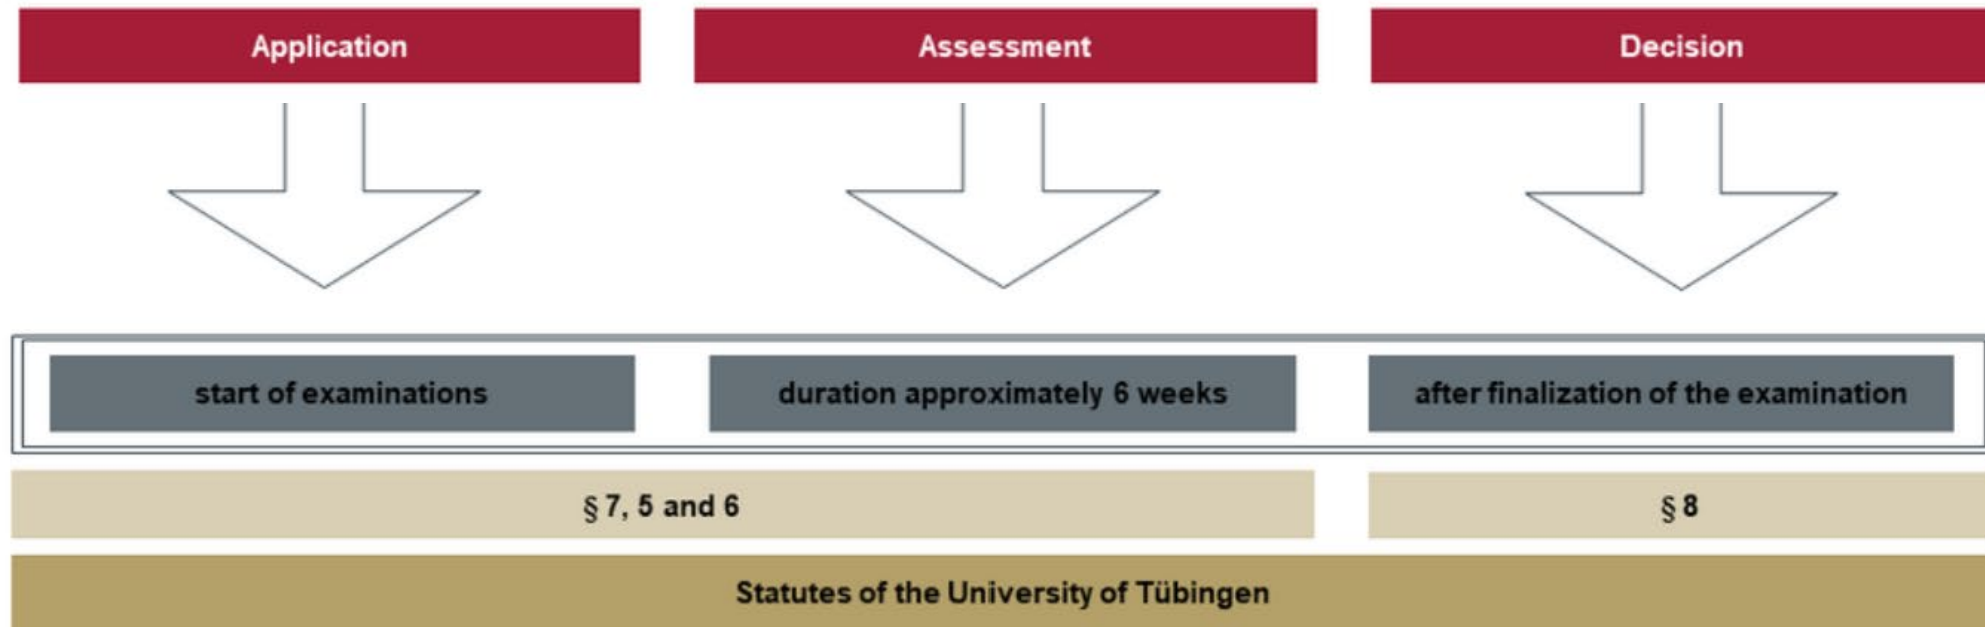 Application
Assessment
Decision
start of examinations
duration approximately 6 weeks
after finalization of the examination
§ 7, 5 and 6
§ 8
Statutes of the University of Tübingen